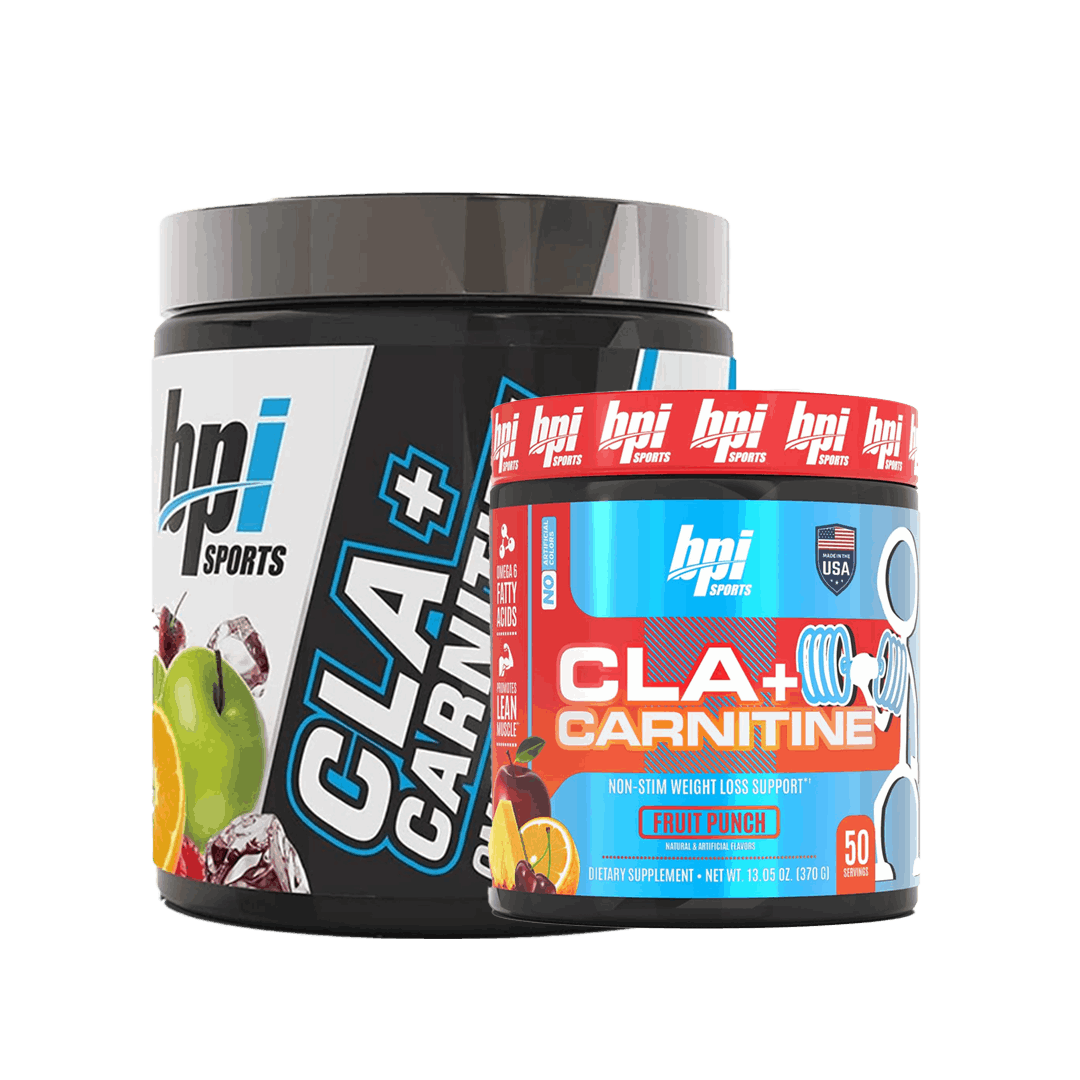 bpi
SPORTS
CLA+
CARNITINE
bpi SPORTS bpi SPORTS bpi SPORTS bpi SPORTS bpi SPORTS bpi
OMEGA 6
FATTY
ACIDS
NO ARTIFICIAL
COLORS
PROMOTES
LEAN
MUSCLE*
bpi
SPORTS
MADE IN THE
USA
CLA+
CARNITINE
NON-STIM WEIGHT LOSS SUPPORT*†
FRUIT PUNCH
NATURAL & ARTIFICIAL FLAVORS
50
SERVINGS
DIETARY SUPPLEMENT • NET WT. 13.05 OZ. (370 G)